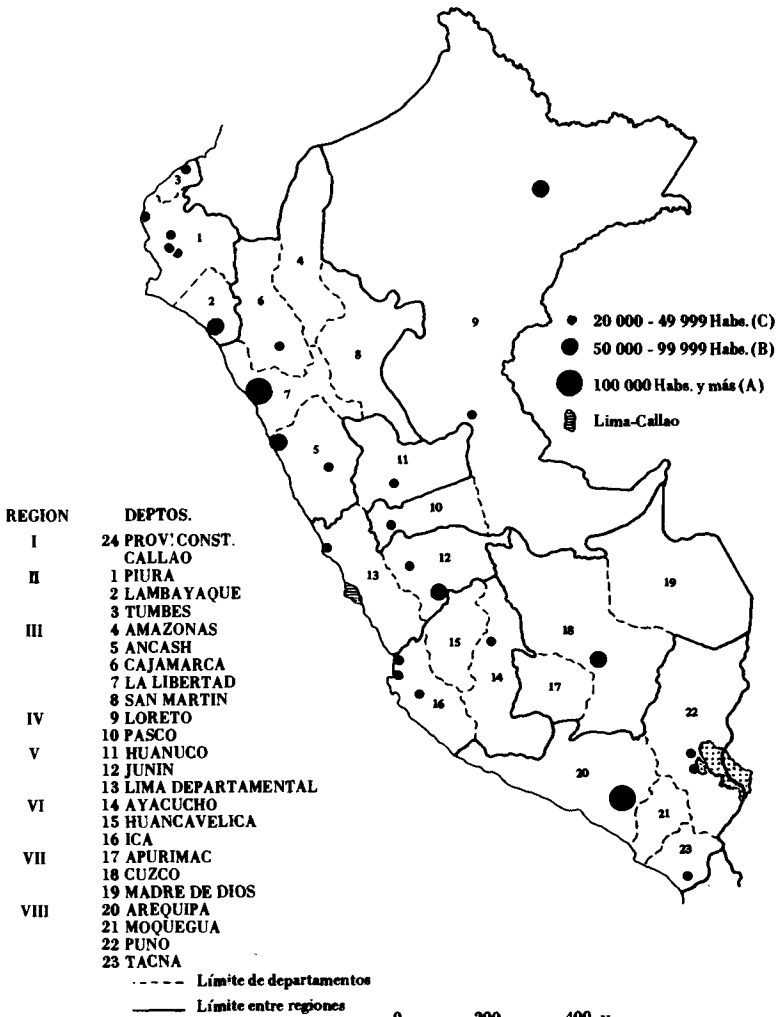 3
1
4
2
6
9
8
7
5
11
10
12
13
19
18
15
14
17
16
22
20
21
23
20 000 - 49 999 Habs. (C)
50 000 - 99 999 Habs. (B)
100 000 Habs. y más (A)
Lima-Callao
REGION DEPTOS.
I 24 PROV. CONST.
CALLAO
II 1 PIURA
2 LAMBAYAQUE
3 TUMBES
III 4 AMAZONAS
5 ANCASH
6 CAJAMARCA
7 LA LIBERTAD
8 SAN MARTIN
IV 9 LORETO
10 PASCO
V 11 HUANUCO
12 JUNIN
13 LIMA DEPARTAMENTAL
VI 14 AYACUCHO
15 HUANCAVELICA
16 ICA
VII 17 APURIMAC
18 CUZCO
19 MADRE DE DIOS
VIII 20 AREQUIPA
21 MOQUEGUA
22 PUNO
23 TACNA
Límite de departamentos
Límite entre regiones
0 200 400